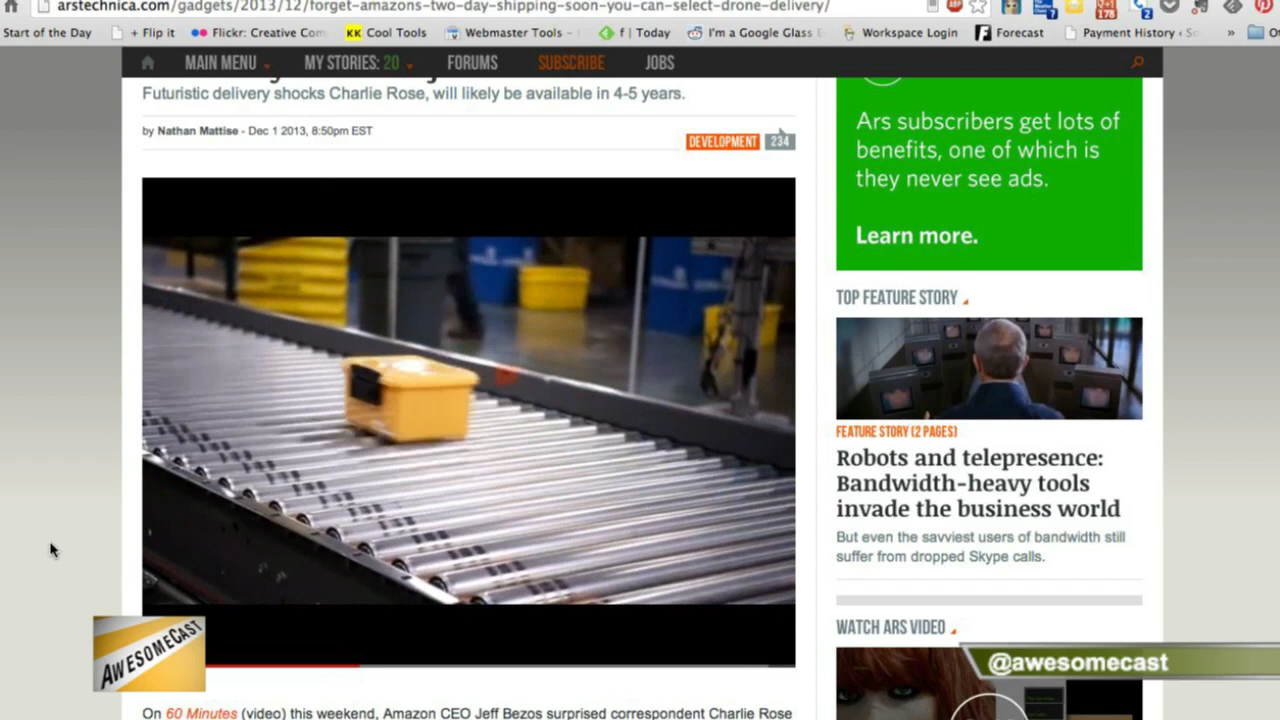 arstechnica.com/gadgets/2013/12/forget-amazons-two-day-shipping-soon-you-can-select-drone-delivery/
Start of the Day
+ Flip it
Flickr: Creative Com
KK Cool Tools
Webmaster Tools -
f | Today
I'm a Google Glass E
Workspace Login
Forecast
Payment History ‹ Sc
»
MAIN MENU
MY STORIES: 20
FORUMS
SUBSCRIBE
JOBS
Futuristic delivery shocks Charlie Rose, will likely be available in 4-5 years.
by Nathan Mattise - Dec 1 2013, 8:50pm EST
DEVELOPMENT 234
Ars subscribers get lots of
benefits, one of which is
they never see ads.
Learn more.
TOP FEATURE STORY
FEATURE STORY (2 PAGES)
Robots and telepresence:
Bandwidth-heavy tools
invade the business world
But even the savviest users of bandwidth still
suffer from dropped Skype calls.
WATCH ARS VIDEO
AWESOMECAST
@awesomecast
On 60 Minutes (video) this weekend, Amazon CEO Jeff Bezos surprised correspondent Charlie Rose